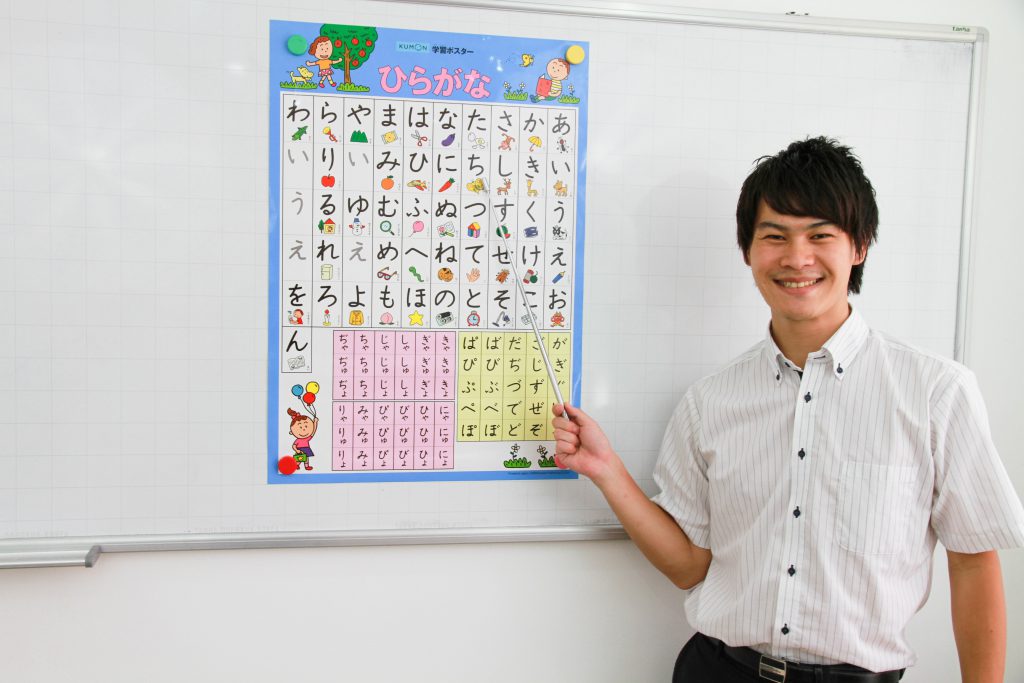 KUMON 学習ポスター
ひらがな
あいうえお
かきくけこ
さしすせそ
たちつてと
なにぬねの
はひふへほ
まみむめも
やいゆえよ
らりるれろ
わいうえを
ん
がぎぐ
ざじずぜぞ
だぢづでど
ばびぶべぼ
ぱぴぷぺぽ
きゃきゅきょ
ぎゃぎゅぎょ
しゃしゅしょ
じゃじゅじょ
ちゃちゅちょ
ぢゃぢゅぢょ
にゃにゅにょ
ひゃひゅひょ
びゃびゅびょ
ぴゃぴゅぴょ
みゃみゅみょ
りゃりゅりょ